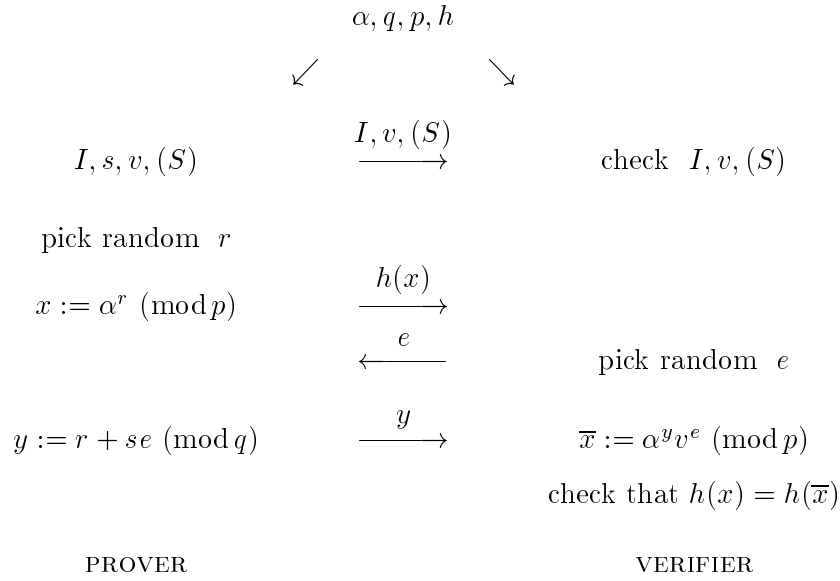 α, q, p, h
I, s, v, (S) I, v, (S) check I, v, (S)
pick random r
x := α^r (mod p) h(x)
e pick random e
y := r + se (mod q) y x̅ := α^y v^e (mod p)
check that h(x) = h(x̅)
PROVER VERIFIER